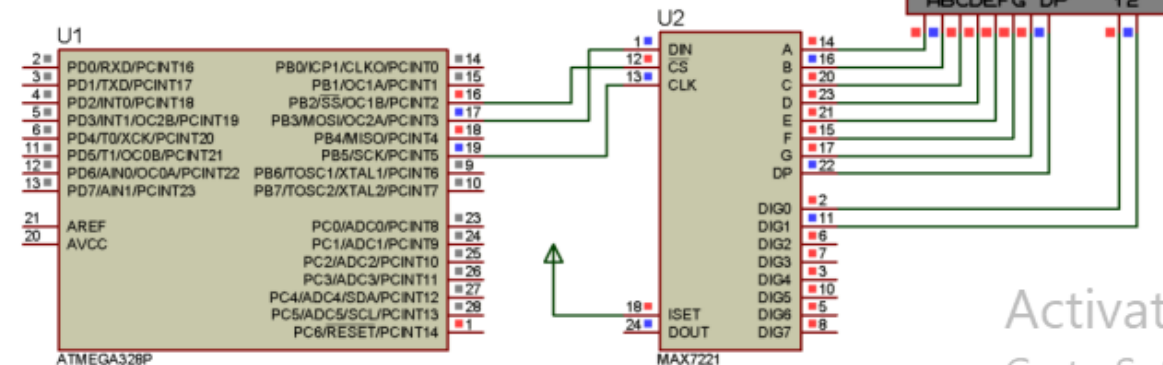 ABCDEFG DP 12
U1
2 PD0/RXD/PCINT16 PB0/ICP1/CLKO/PCINT0 14
3 PD1/TXD/PCINT17 PB1/OC1A/PCINT1 15
4 PD2/INT0/PCINT18 PB2/SS/OC1B/PCINT2 16
5 PD3/INT1/OC2B/PCINT19 PB3/MOSI/OC2A/PCINT3 17
6 PD4/T0/XCK/PCINT20 PB4/MISO/PCINT4 18
11 PD5/T1/OC0B/PCINT21 PB5/SCK/PCINT5 19
12 PD6/AIN0/OC0A/PCINT22 PB6/TOSC1/XTAL1/PCINT6 9
13 PD7/AIN1/PCINT23 PB7/TOSC2/XTAL2/PCINT7 10
21 AREF PC0/ADC0/PCINT8 23
20 AVCC PC1/ADC1/PCINT9 24
PC2/ADC2/PCINT10 25
PC3/ADC3/PCINT11 26
PC4/ADC4/SDA/PCINT12 27
PC5/ADC5/SCL/PCINT13 28
PC6/RESET/PCINT14 1
ATMEGA328P
U2
1 DIN A 14
12 CS B 16
13 CLK C 20
D 23
E 21
F 15
G 17
DP 22
DIG0 2
DIG1 11
DIG2 6
DIG3 7
DIG4 3
DIG5 10
18 ISET DIG6 5
24 DOUT DIG7 8
MAX7221
Activat